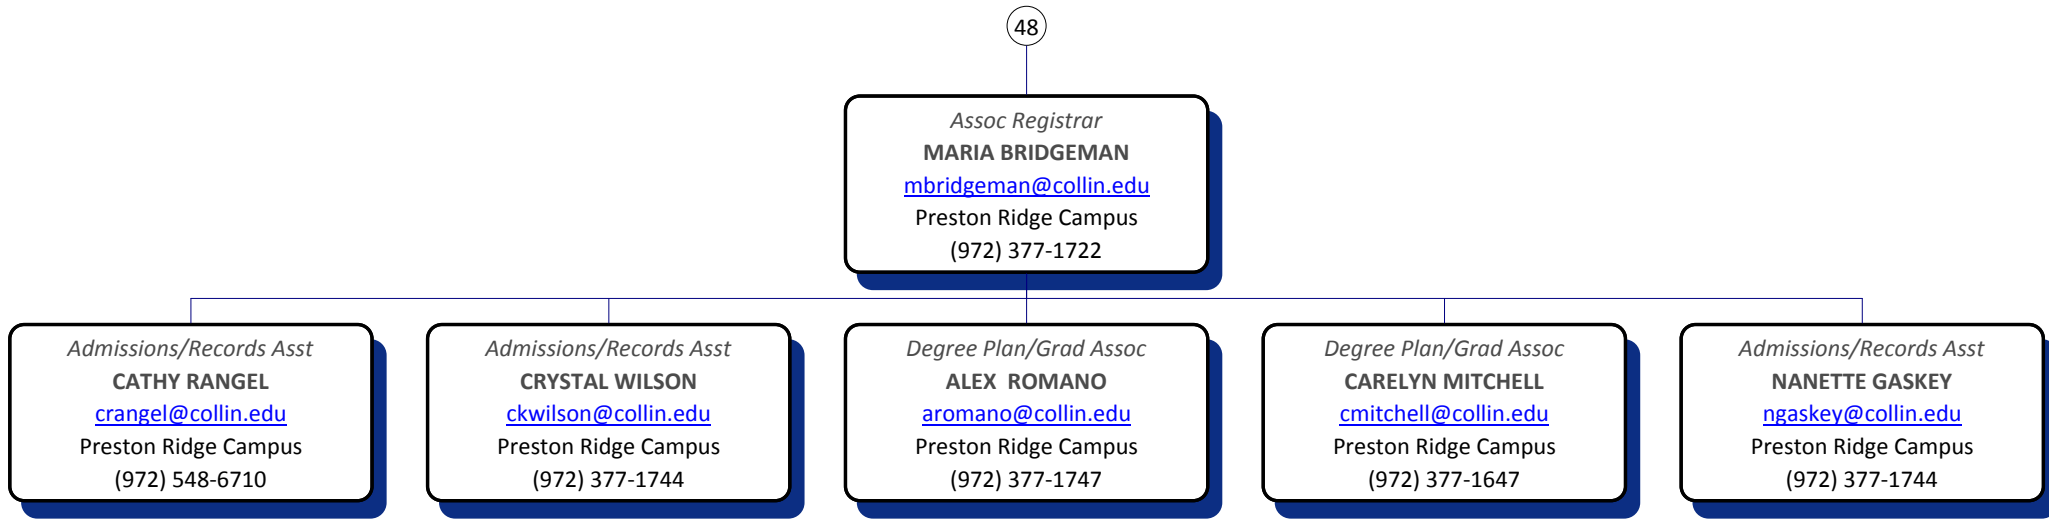 48
Assoc Registrar
MARIA BRIDGEMAN
mbridgeman@collin.edu
Preston Ridge Campus
(972) 377-1722
Admissions/Records Asst
CATHY RANGEL
crangel@collin.edu
Preston Ridge Campus
(972) 548-6710
Admissions/Records Asst
CRYSTAL WILSON
ckwilson@collin.edu
Preston Ridge Campus
(972) 377-1744
Degree Plan/Grad Assoc
ALEX  ROMANO
aromano@collin.edu
Preston Ridge Campus
(972) 377-1747
Degree Plan/Grad Assoc
CARELYN MITCHELL
cmitchell@collin.edu
Preston Ridge Campus
(972) 377-1647
Admissions/Records Asst
NANETTE GASKEY
ngaskey@collin.edu
Preston Ridge Campus
(972) 377-1744